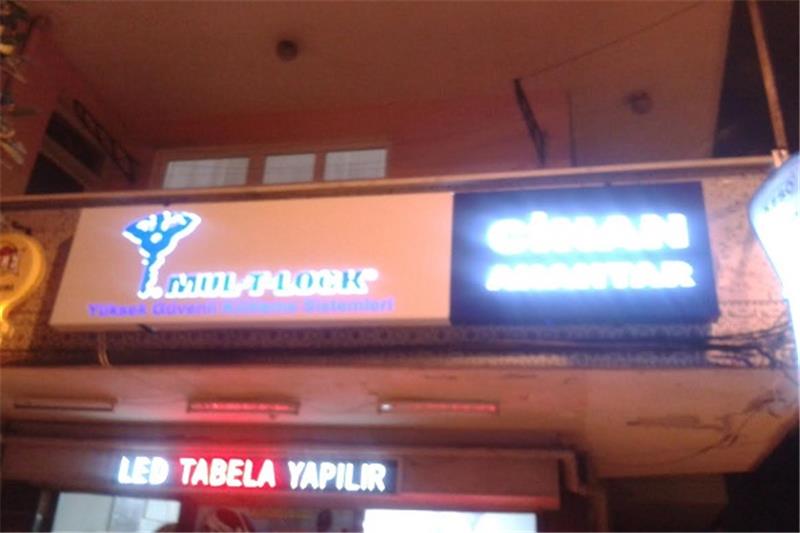 MUL-T-LOCK®
Yüksek Güvenli Kilitleme Sistemleri
CİHAN
ANAHTAR
LED TABELA YAPILIR